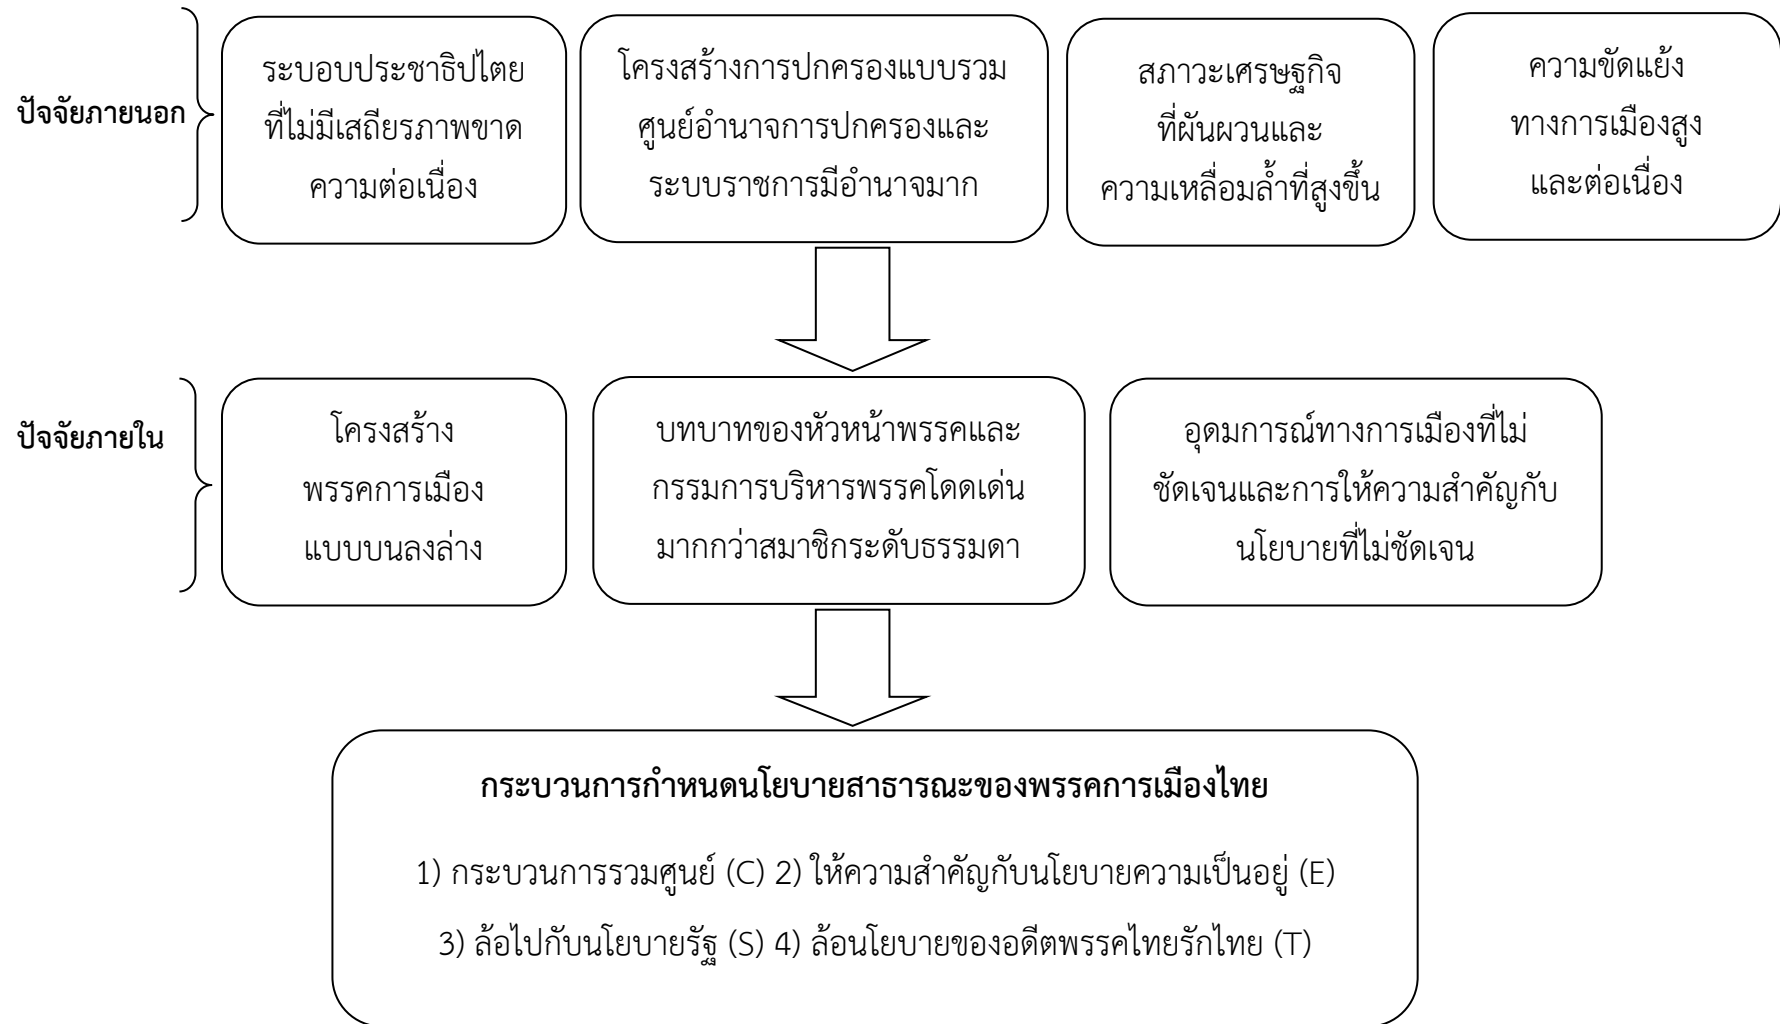 ปัจจัยภายนอก
ระบอบประชาธิปไตย
ที่ไม่มีเสถียรภาพขาด
ความต่อเนื่อง
โครงสร้างการปกครองแบบรวม
ศูนย์อำนาจการปกครองและ
ระบบราชการมีอำนาจมาก
สภาวะเศรษฐกิจ
ที่ผันผวนและ
ความเหลื่อมล้ำที่สูงขึ้น
ความขัดแย้ง
ทางการเมืองสูง
และต่อเนื่อง
ปัจจัยภายใน
โครงสร้าง
พรรคการเมือง
แบบบนลงล่าง
บทบาทของหัวหน้าพรรคและ
กรรมการบริหารพรรคโดดเด่น
มากกว่าสมาชิกระดับธรรมดา
อุดมการณ์ทางการเมืองที่ไม่
ชัดเจนและการให้ความสำคัญกับ
นโยบายที่ไม่ชัดเจน
กระบวนการกำหนดนโยบายสาธารณะของพรรคการเมืองไทย
1) กระบวนการรวมศูนย์ (C) 2) ให้ความสำคัญกับนโยบายความเป็นอยู่ (E)
3) ล้อไปกับนโยบายรัฐ (S) 4) ล้อนโยบายของอดีตพรรคไทยรักไทย (T)